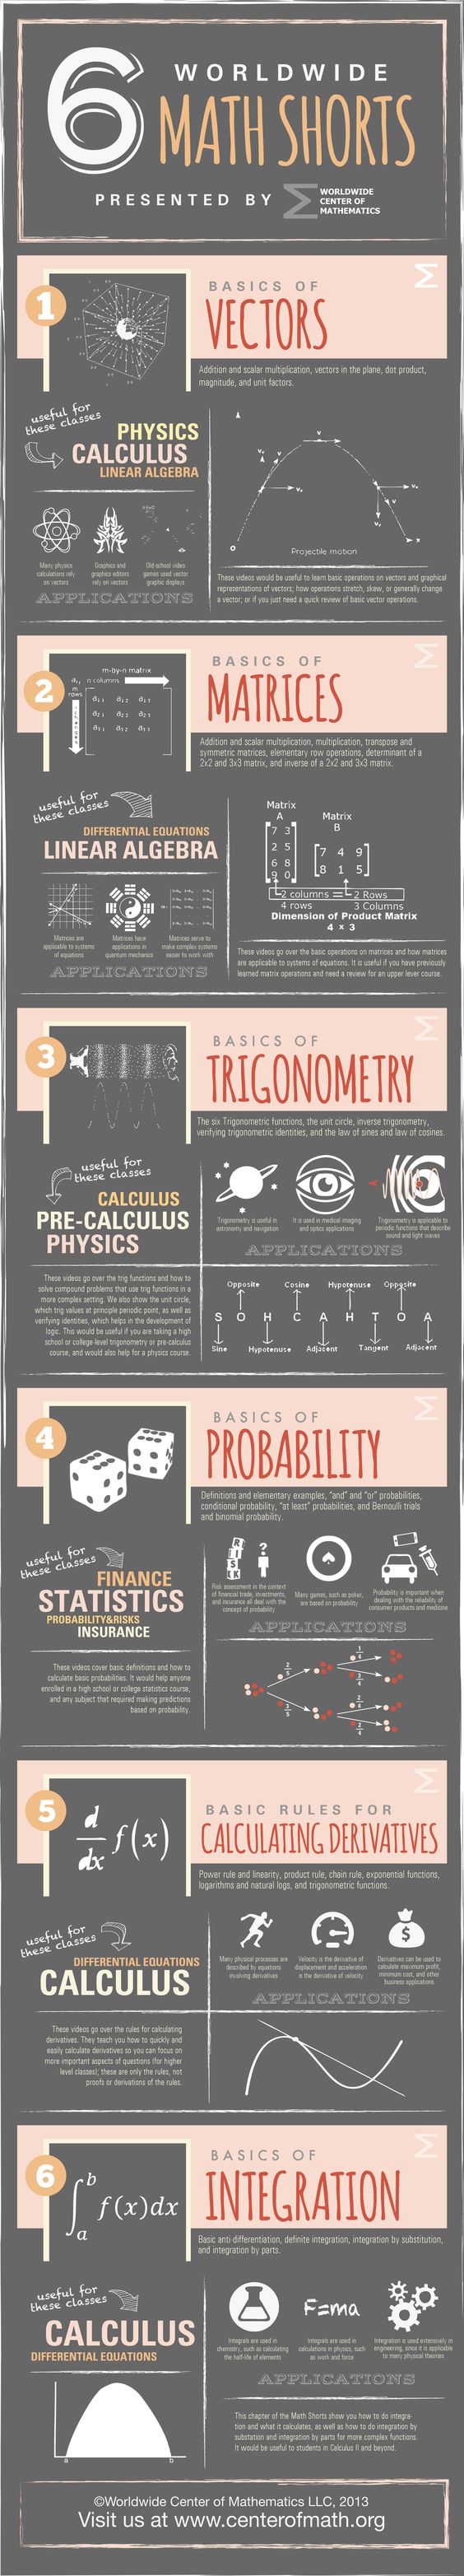 6 WORLDWIDE
MATH SHORTS
PRESENTED BY
WORLDWIDE
CENTER OF
MATHEMATICS
1
BASICS OF
VECTORS
Addition and scalar multiplication, vectors in the plane, dot product,
magnitude, and unit factors.
useful for
these classes
PHYSICS
CALCULUS
LINEAR ALGEBRA
Many physics
calculations rely
on vectors
Graphics and
graphics editors
rely on vectors
Old-school video
games used vector
graphic displays
APPLICATIONS
Projectile motion
These videos would be useful to learn basic operations on vectors and graphical
representations of vectors; how operations stretch, skew, or generally change
a vector; or if you just need a quick review of basic vector operations.
2
m-by-n matrix
n columns
m
rows
BASICS OF
MATRICES
Addition and scalar multiplication, multiplication, transpose and
symmetric matrices, elementary row operations, determinant of a
2x2 and 3x3 matrix, and inverse of a 2x2 and 3x3 matrix.
useful for
these classes
DIFFERENTIAL EQUATIONS
LINEAR ALGEBRA
Matrices are
applicable to systems
of equations
Matrices have
applications in
quantum mechanics
Matrices serve to
make complex systems
easier to work with
APPLICATIONS
Matrix
A
Matrix
B
7 3
2 5
6 8
9 0
7 4 9
8 1 5
2 columns = 2 Rows
4 rows 3 Columns
Dimension of Product Matrix
4 × 3
These videos go over the basic operations on matrices and how matrices
are applicable to systems of equations. It is useful if you have previously
learned matrix operations and need a review for an upper level course.
3
BASICS OF
TRIGONOMETRY
The six Trigonometric functions, the unit circle, inverse trigonometry,
verifying trigonometric identities, and the law of sines and law of cosines.
useful for
these classes
CALCULUS
PRE-CALCULUS
PHYSICS
Trigonometry is useful in
astronomy and navigation
It is used in medical imaging
and optics applications
Trigonometry is applicable to
periodic functions that describe
sound and light waves
APPLICATIONS
These videos go over the trig functions and how to
solve compound problems that use trig functions in a
more complex setting. We also show the unit circle,
which trig values at principle periodic point, as well as
verifying identities, which helps in the development of
logic. This would be useful if you are taking a high
school or college-level trigonometry or pre-calculus
course, and would also help for a physics course.
Opposite Cosine Hypotenuse Opposite
S O H C A H T O A
Sine Hypotenuse Adjacent Tangent Adjacent
4
BASICS OF
PROBABILITY
Definitions and elementary examples, "and" and "or" probabilities,
conditional probability, "at least" probabilities, and Bernoulli trials
and binomial probability.
useful for
these classes
FINANCE
STATISTICS
PROBABILITY&RISKS
INSURANCE
RISK
?
Risk assessment in the context
of financial trade, investments,
and insurance all deal with the
concept of probability
Many games, such as poker,
are based on probability
Probability is important when
dealing with the reliability of
consumer products and medicine
APPLICATIONS
These videos cover basic definitions and how to
calculate basic probabilities. It would help anyone
enrolled in a high school or college statistics course,
and any subject that required making predictions
based on probability.
2/5
3/5
1/4
3/4
2/4
2/4
5
d/dx f(x)
BASIC RULES FOR
CALCULATING DERIVATIVES
Power rule and linearity, product rule, chain rule, exponential functions,
logarithms and natural logs, and trigonometric functions.
useful for
these classes
DIFFERENTIAL EQUATIONS
CALCULUS
$
Many physical processes are
described by equations
involving derivatives
Velocity is the derivative of
displacement and acceleration
is the derivative of velocity
Derivatives can be used to
calculate maximum profit,
minimum cost, and other
business applications
APPLICATIONS
These videos go over the rules for calculating
derivatives. They teach you how to quickly and
easily calculate derivatives so you can focus on
more important aspects of questions (for higher
level classes); these are only the rules, not
proofs or derivations of the rules.
6
∫ab f(x)dx
BASICS OF
INTEGRATION
Basic anti-differentiation, definite integration, integration by substitution,
and integration by parts.
useful for
these classes
CALCULUS
DIFFERENTIAL EQUATIONS
F=ma
Integrals are used in
chemistry, such as calculating
the half-life of elements
Integrals are used in
calculations in physics, such
as work and force
Integration is used extensively in
engineering, since it is applicable
to many physical theories
APPLICATIONS
a b
This chapter of the Math Shorts show you how to do integra-
tion and what it calculates, as well as how to do integration by
substation and integration by parts for more complex functions.
It would be useful to students in Calculus II and beyond.
©Worldwide Center of Mathematics LLC, 2013
Visit us at www.centerofmath.org